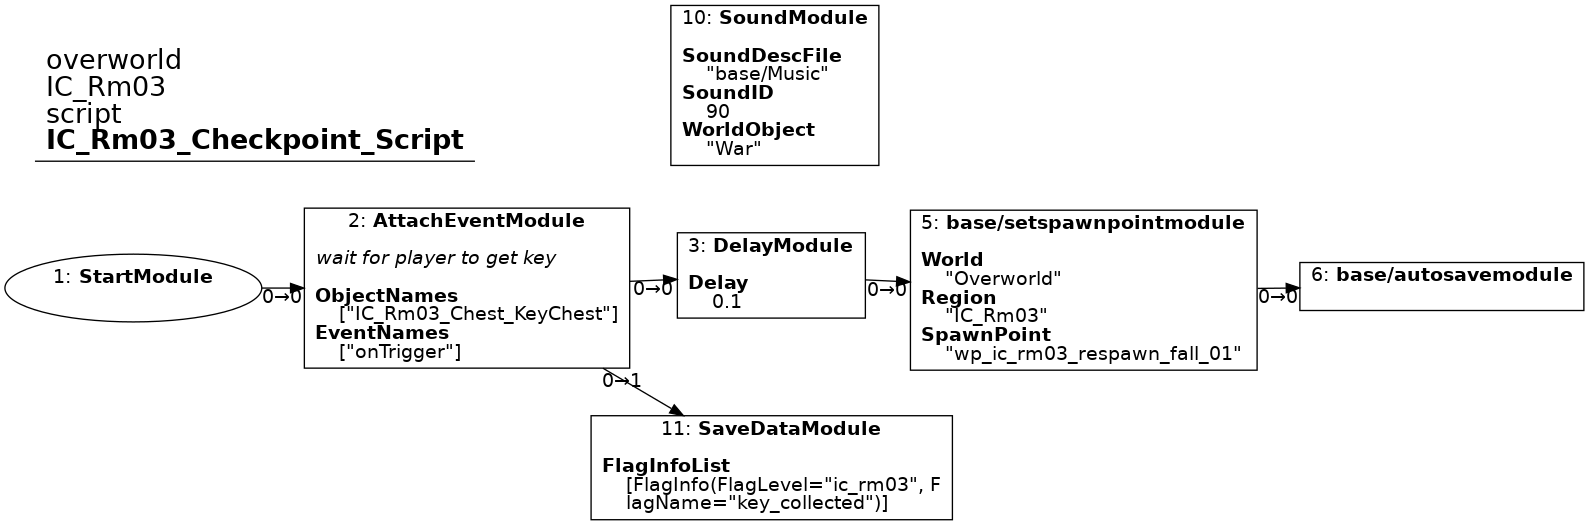 overworld
IC_Rm03
script
IC_Rm03_Checkpoint_Script
10: SoundModule
SoundDescFile
"base/Music"
SoundID
90
WorldObject
"War"
1: StartModule
0→0
2: AttachEventModule
wait for player to get key
ObjectNames
["IC_Rm03_Chest_KeyChest"]
EventNames
["onTrigger"]
0→0
3: DelayModule
Delay
0.1
0→0
5: base/setspawnpointmodule
World
"Overworld"
Region
"IC_Rm03"
SpawnPoint
"wp_ic_rm03_respawn_fall_01"
0→0
6: base/autosavemodule
0→1
11: SaveDataModule
FlagInfoList
[FlagInfo(FlagLevel="ic_rm03", F
lagName="key_collected")]